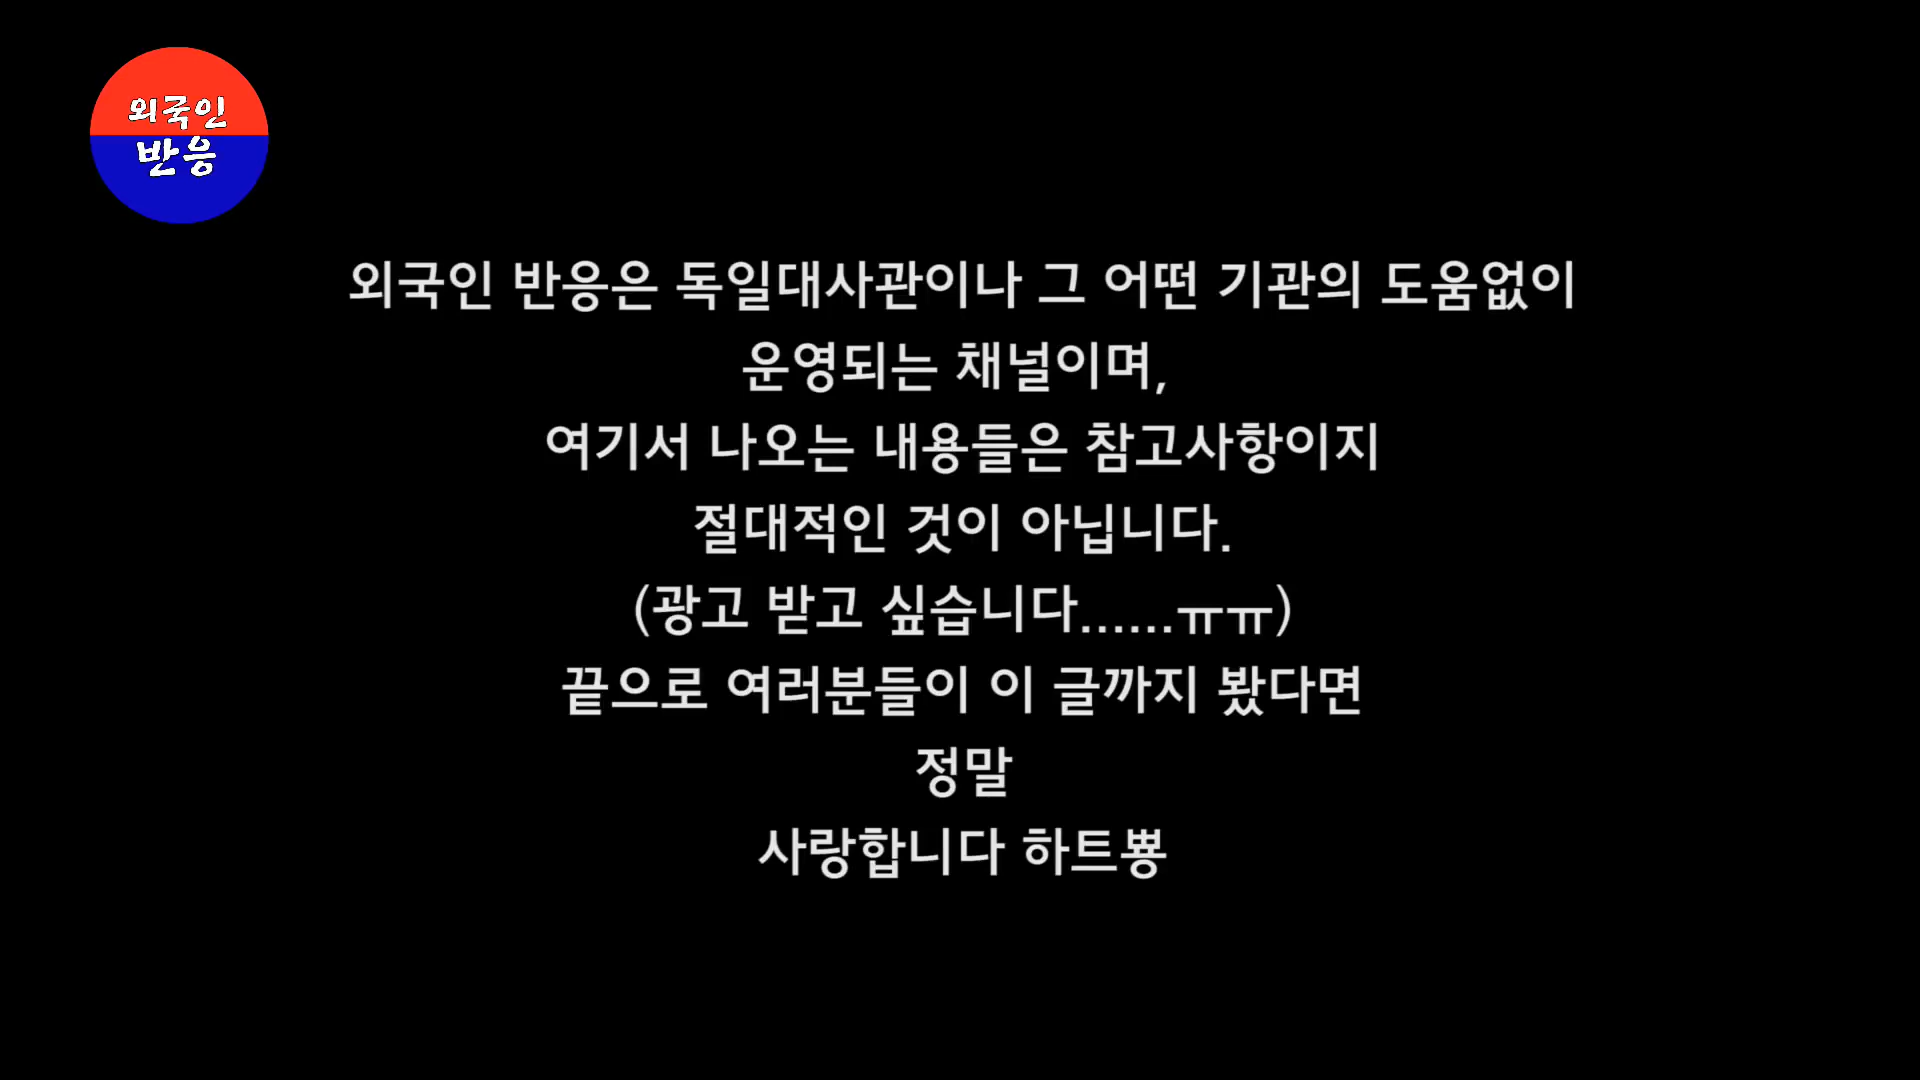 외국인
반응
외국인 반응은 독일대사관이나 그 어떤 기관의 도움없이
운영되는 채널이며,
여기서 나오는 내용들은 참고사항이지
절대적인 것이 아닙니다.
(광고 받고 싶습니다......ㅠㅠ)
끝으로 여러분들이 이 글까지 봤다면
정말
사랑합니다 하트뿅